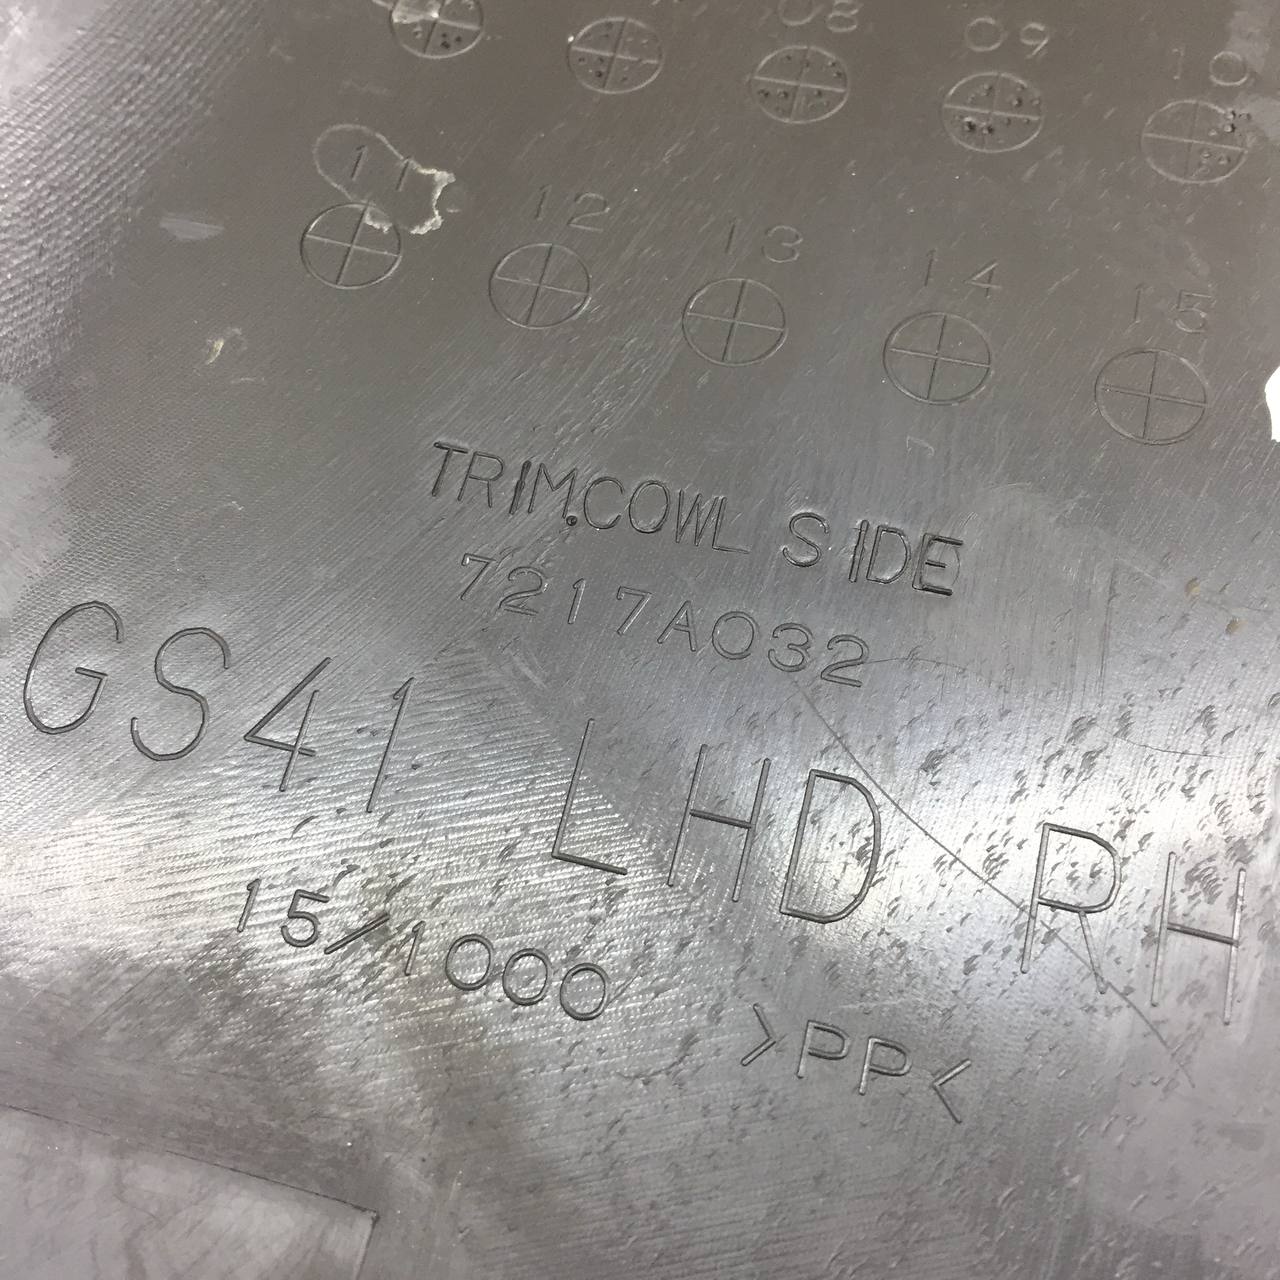 08 09 10
11 12 13 14 15
TRIM.COWL SIDE
7217A032
GS41 LHD RH
15/1000
>PP<